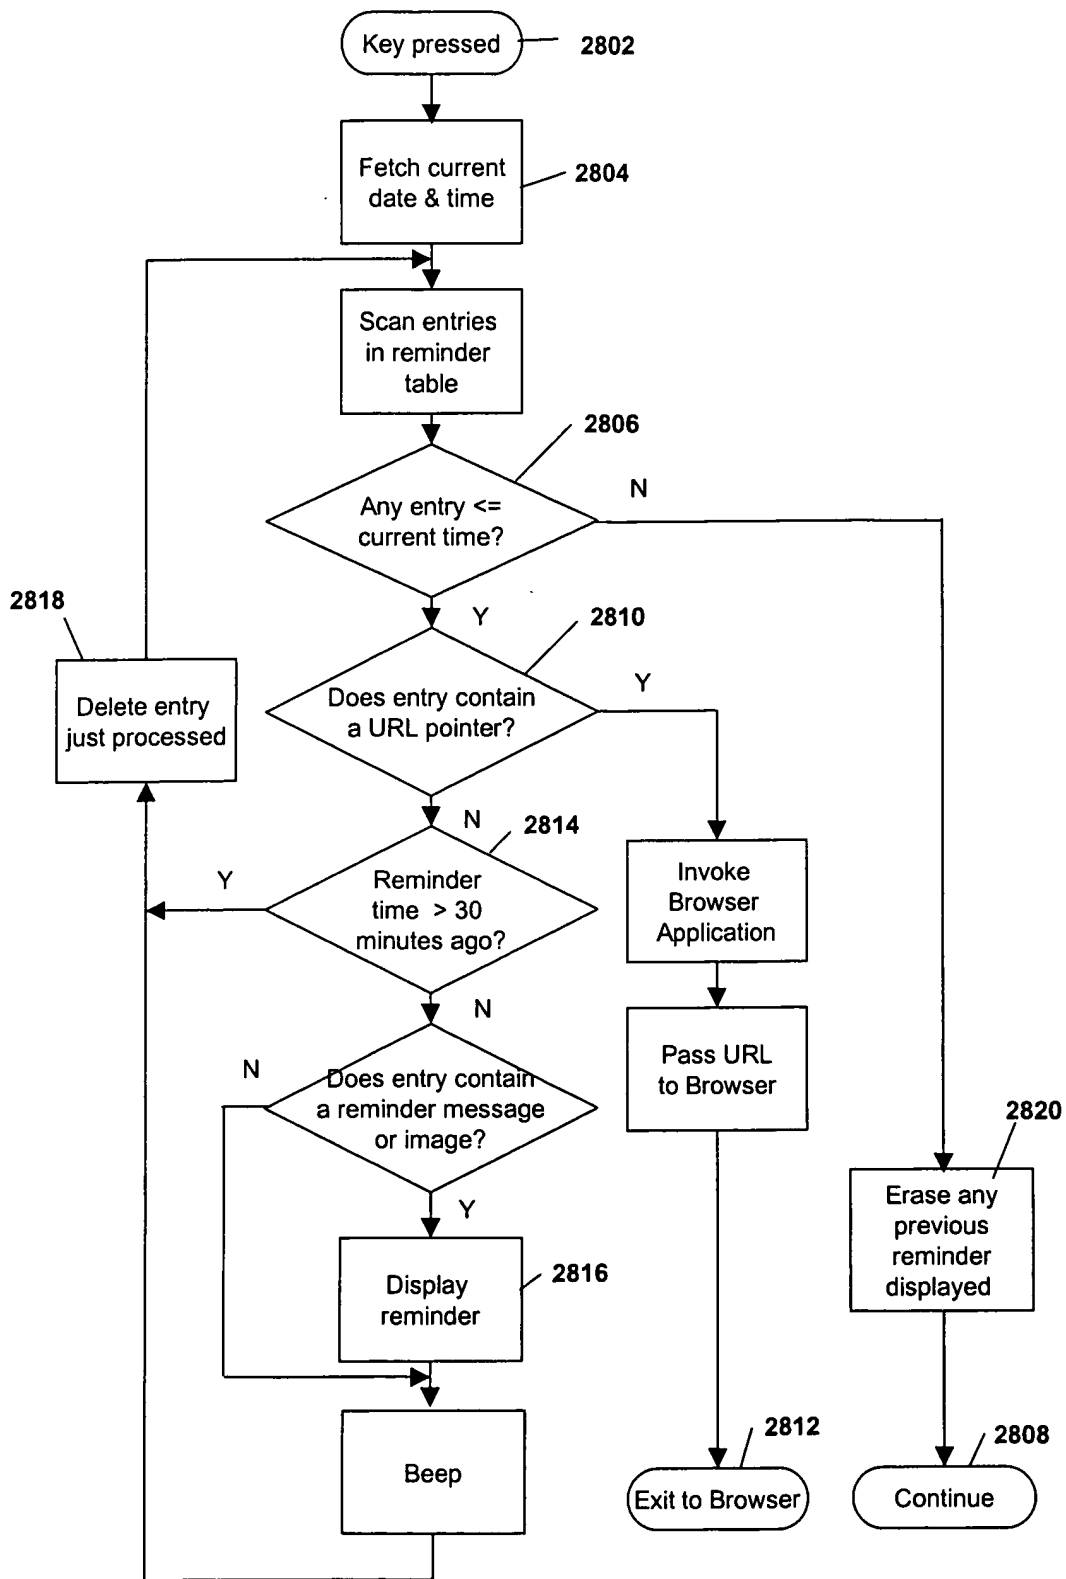 Key pressed
2802
Fetch current
date & time
2804
Scan entries
in reminder
table
2806
Any entry <=
current time?
N
Y
2818
Delete entry
just processed
2810
Does entry contain
a URL pointer?
Y
N
2814
Reminder
time > 30
minutes ago?
Y
N
Invoke
Browser
Application
Pass URL
to Browser
Does entry contain
a reminder message
or image?
N
Y
2820
Erase any
previous
reminder
displayed
2816
Display
reminder
Beep
2812
Exit to Browser
2808
Continue